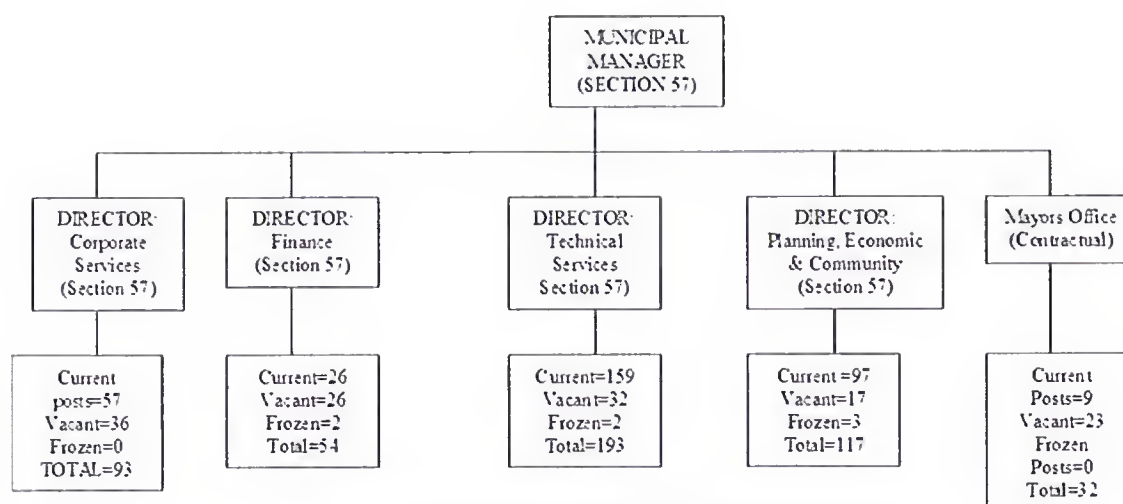 MUNICIPAL
MANAGER
(SECTION 57)
DIRECTOR:
Corporate
Services
(Section 57)
DIRECTOR:
Finance
(Section 57)
DIRECTOR:
Technical
Services
Section 57)
DIRECTOR:
Planning, Economic
& Community
(Section 57)
Mayors Office
(Contractual)
Current
posts=57
Vacant=36
Frozen=0
TOTAL=93
Current=26
Vacant=26
Frozen=2
Total=54
Current=159
Vacant=32
Frozen=2
Total=193
Current =97
Vacant=17
Frozen=3
Total=117
Current
Posts=9
Vacant=23
Frozen
Posts=0
Total=32